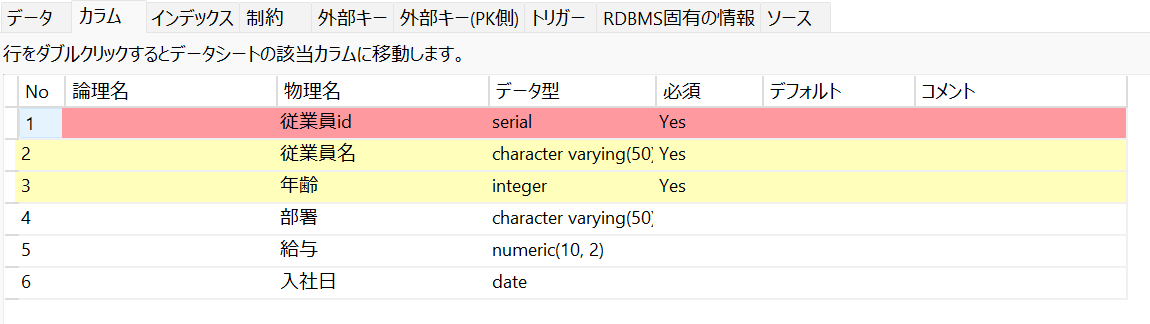 データ カラム インデックス 制約 外部キー 外部キー(PK側) トリガー RDBMS固有の情報 ソース
行をダブルクリックするとデータシートの該当カラムに移動します。
No 論理名 物理名 データ型 必須 デフォルト コメント
1 従業員id serial Yes
2 従業員名 character varying(50) Yes
3 年齢 integer Yes
4 部署 character varying(50)
5 給与 numeric(10, 2)
6 入社日 date